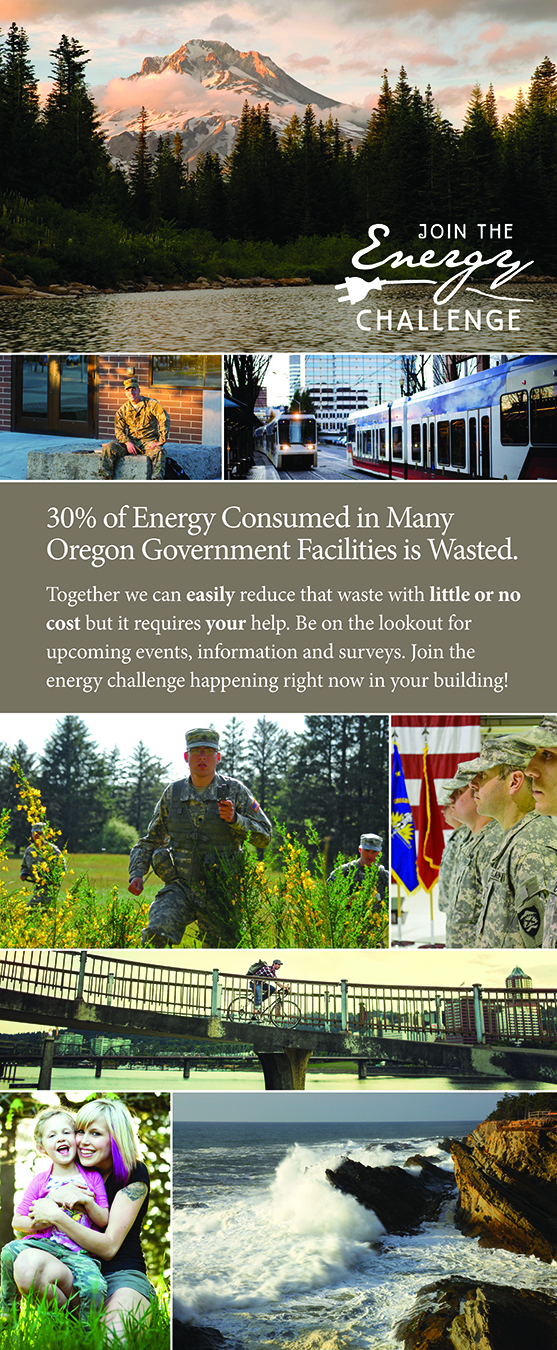 JOIN THE
Energy
CHALLENGE
30% of Energy Consumed in Many
Oregon Government Facilities is Wasted.
Together we can easily reduce that waste with little or no
cost but it requires your help. Be on the lookout for
upcoming events, information and surveys. Join the
energy challenge happening right now in your building!